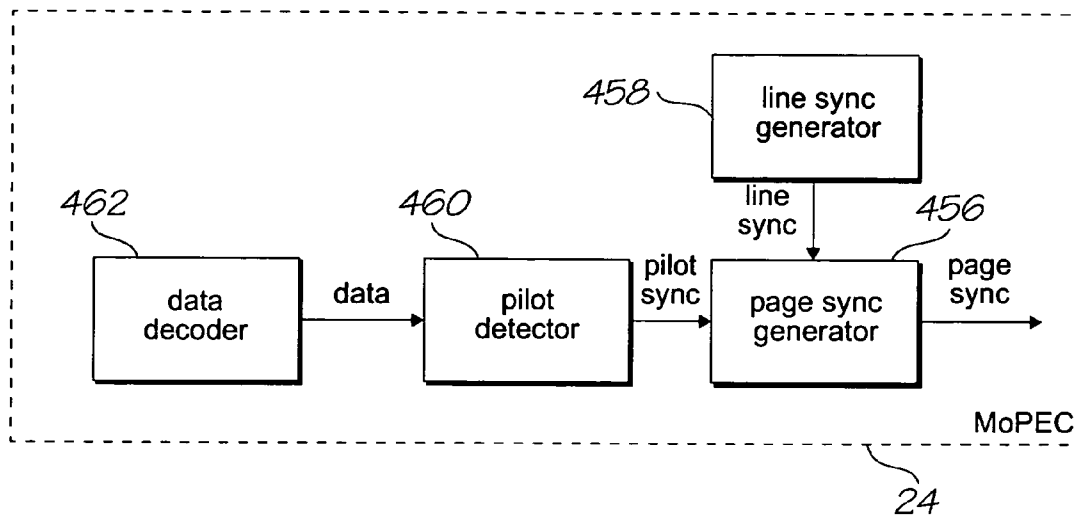 458
line sync
generator
line
sync
462
460
456
data
decoder
data
pilot
detector
pilot
sync
page sync
generator
page
sync
MoPEC
24